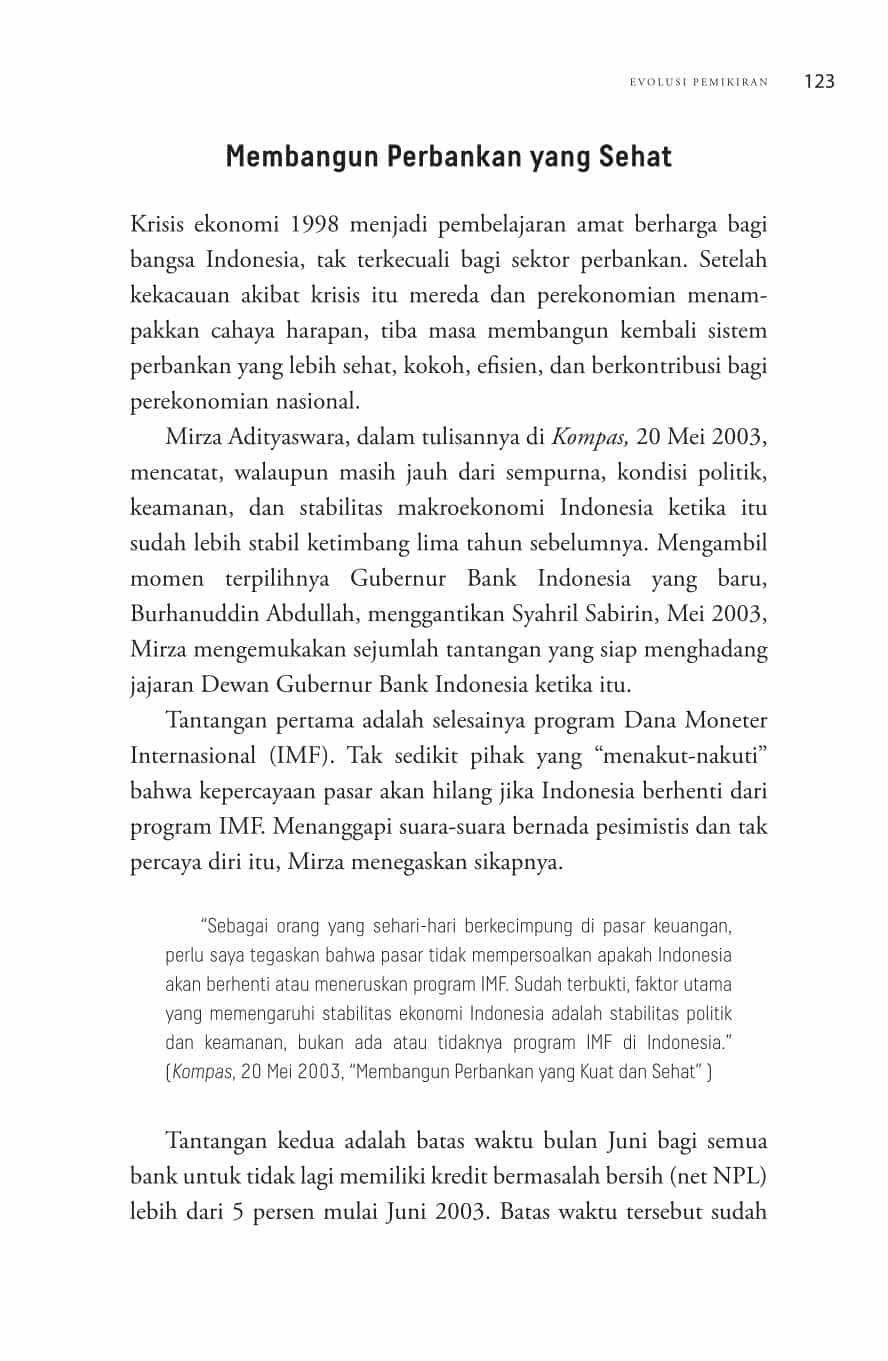 EVOLUSI PEMIKIRAN 123
Membangun Perbankan yang Sehat
Krisis ekonomi 1998 menjadi pembelajaran amat berharga bagi
bangsa Indonesia, tak terkecuali bagi sektor perbankan. Setelah
kekacauan akibat krisis itu mereda dan perekonomian menam-
pakkan cahaya harapan, tiba masa membangun kembali sistem
perbankan yang lebih sehat, kokoh, efisien, dan berkontribusi bagi
perekonomian nasional.
Mirza Adityaswara, dalam tulisannya di Kompas, 20 Mei 2003,
mencatat, walaupun masih jauh dari sempurna, kondisi politik,
keamanan, dan stabilitas makroekonomi Indonesia ketika itu
sudah lebih stabil ketimbang lima tahun sebelumnya. Mengambil
momen terpilihnya Gubernur Bank Indonesia yang baru,
Burhanuddin Abdullah, menggantikan Syahril Sabirin, Mei 2003,
Mirza mengemukakan sejumlah tantangan yang siap menghadang
jajaran Dewan Gubernur Bank Indonesia ketika itu.
Tantangan pertama adalah selesainya program Dana Moneter
Internasional (IMF). Tak sedikit pihak yang “menakut-nakuti”
bahwa kepercayaan pasar akan hilang jika Indonesia berhenti dari
program IMF. Menanggapi suara-suara bernada pesimistis dan tak
percaya diri itu, Mirza menegaskan sikapnya.
“Sebagai orang yang sehari-hari berkecimpung di pasar keuangan,
perlu saya tegaskan bahwa pasar tidak mempersoalkan apakah Indonesia
akan berhenti atau meneruskan program IMF. Sudah terbukti, faktor utama
yang memengaruhi stabilitas ekonomi Indonesia adalah stabilitas politik
dan keamanan, bukan ada atau tidaknya program IMF di Indonesia.”
(Kompas, 20 Mei 2003, “Membangun Perbankan yang Kuat dan Sehat” )
Tantangan kedua adalah batas waktu bulan Juni bagi semua
bank untuk tidak lagi memiliki kredit bermasalah bersih (net NPL)
lebih dari 5 persen mulai Juni 2003. Batas waktu tersebut sudah